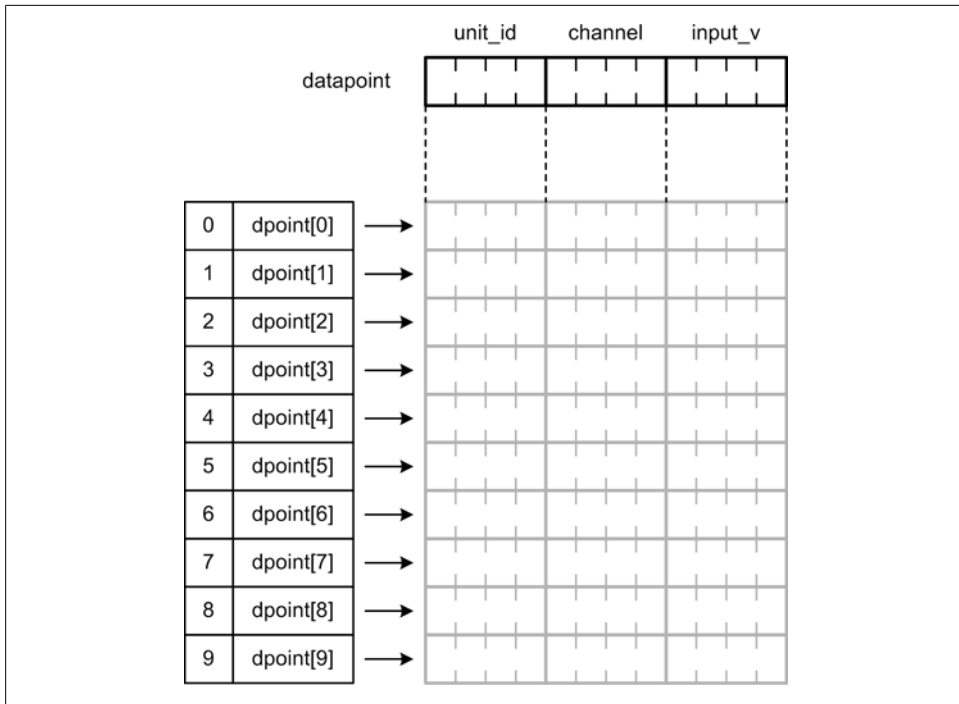 unit_id channel input_v
datapoint
0 dpoint[0]
1 dpoint[1]
2 dpoint[2]
3 dpoint[3]
4 dpoint[4]
5 dpoint[5]
6 dpoint[6]
7 dpoint[7]
8 dpoint[8]
9 dpoint[9]